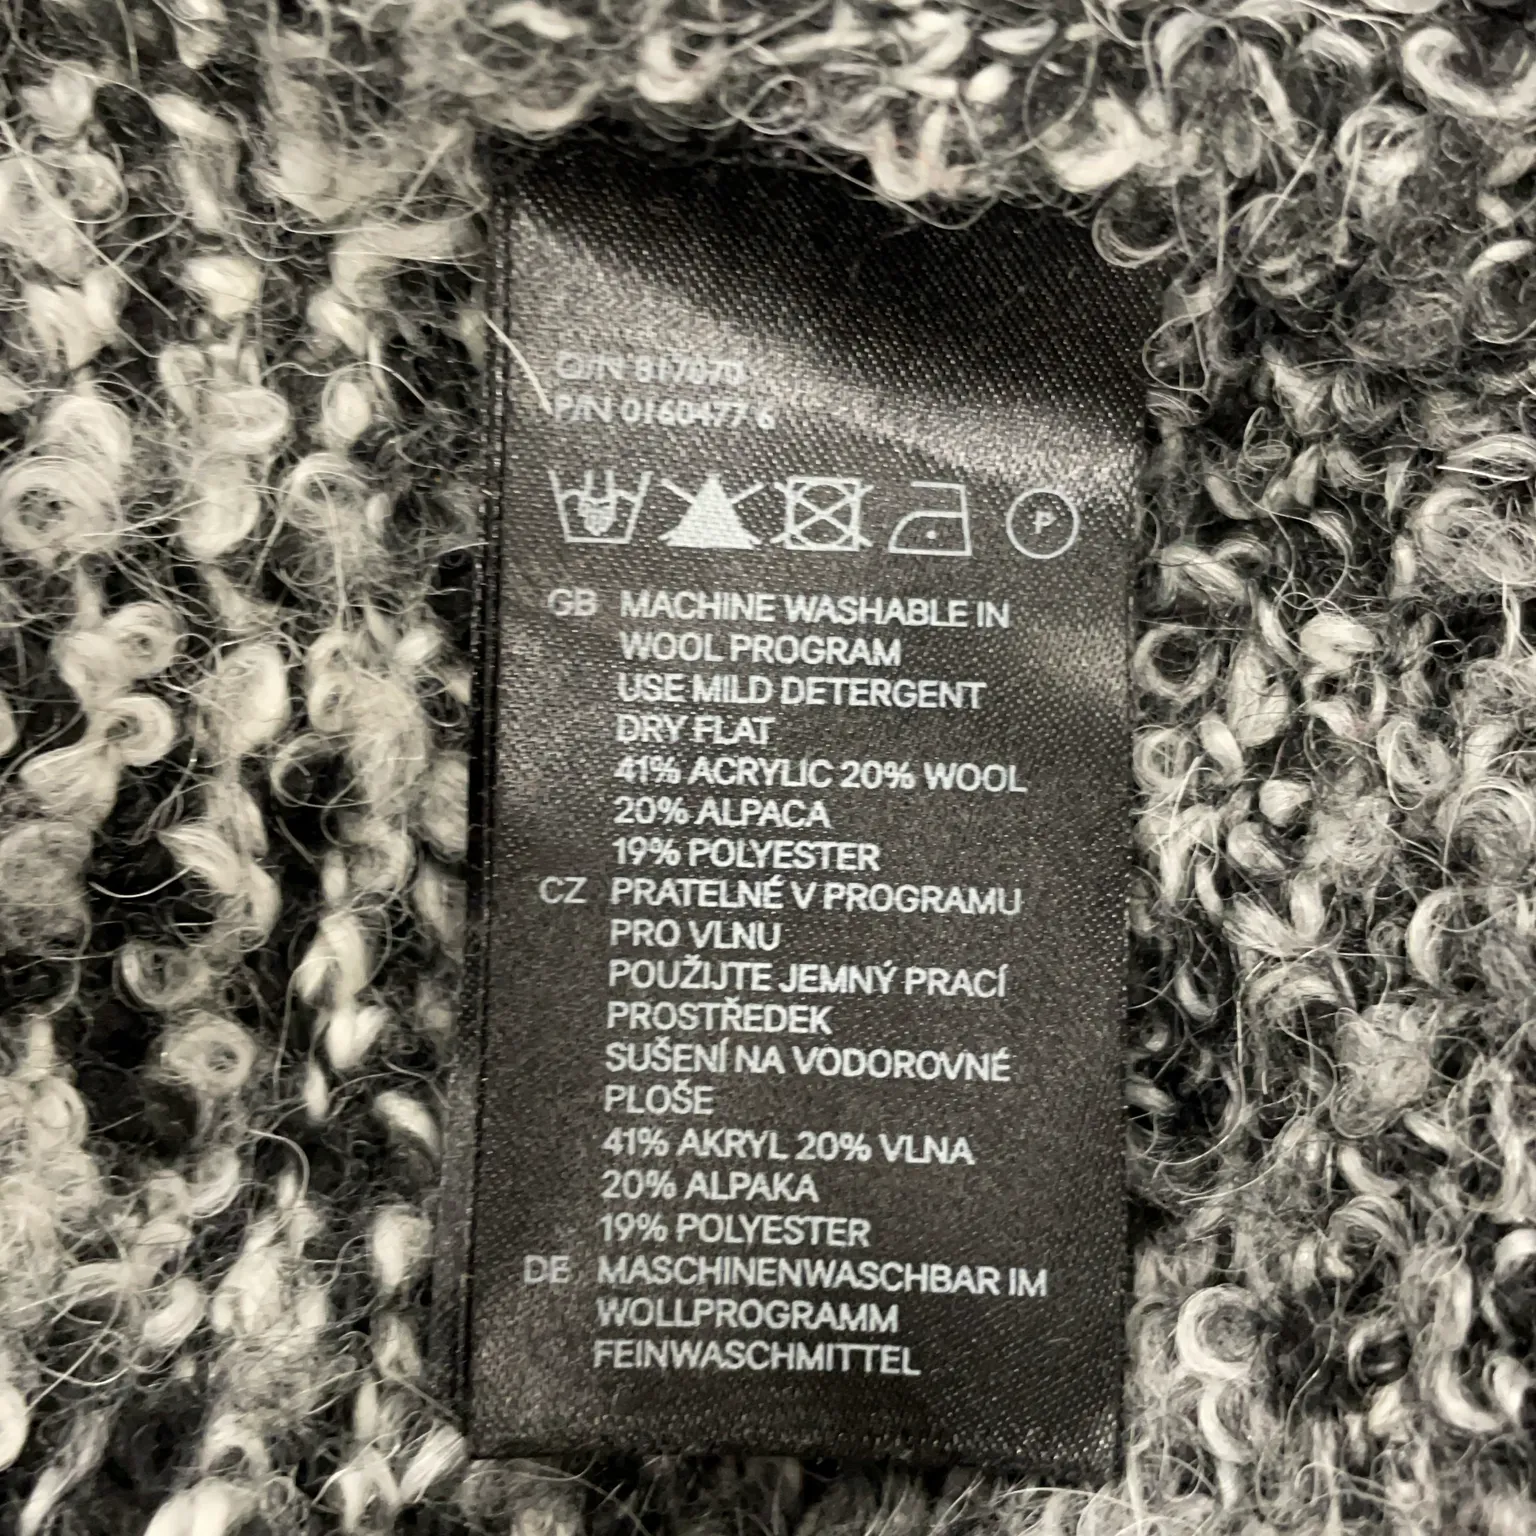 O/N 817070
P/N 0160477 6
P
GB MACHINE WASHABLE IN
WOOL PROGRAM
USE MILD DETERGENT
DRY FLAT
41% ACRYLIC 20% WOOL
20% ALPACA
19% POLYESTER
CZ PRATELNÉ V PROGRAMU
PRO VLNU
POUŽIJTE JEMNÝ PRACÍ
PROSTŘEDEK
SUŠENÍ NA VODOROVNÉ
PLOŠE
41% AKRYL 20% VLNA
20% ALPAKA
19% POLYESTER
DE MASCHINENWASCHBAR IM
WOLLPROGRAMM
FEINWASCHMITTEL